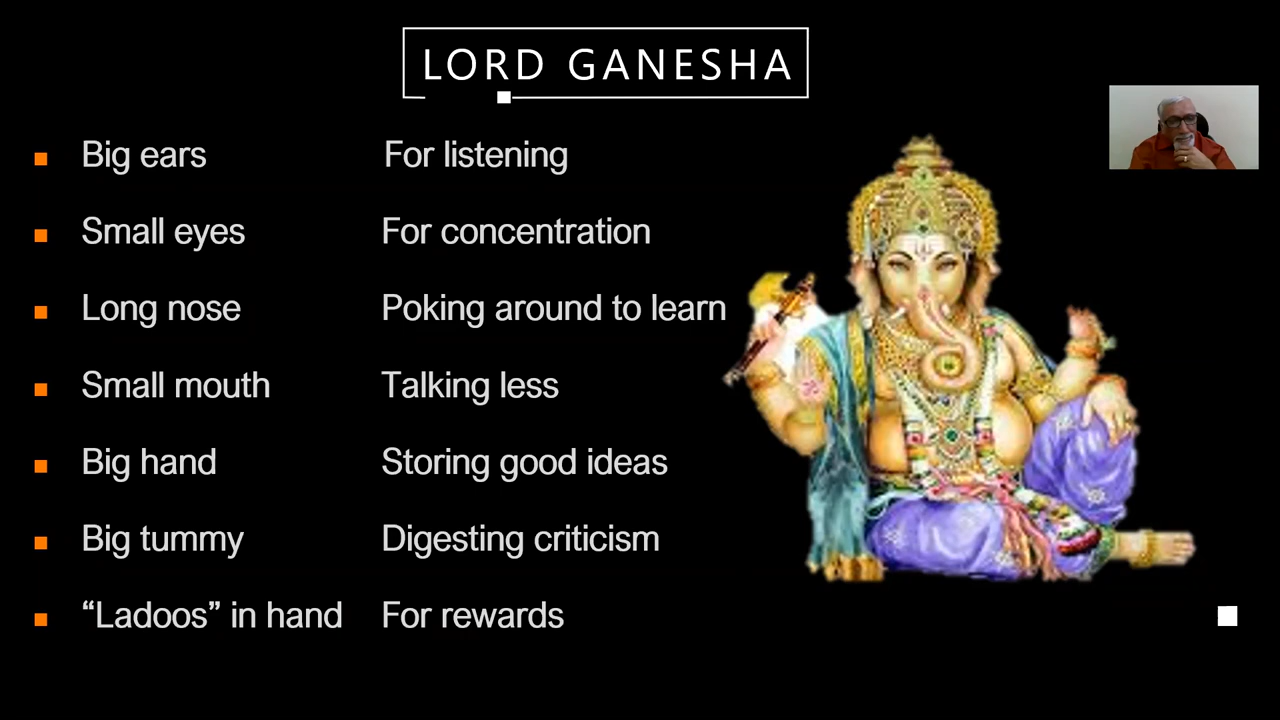 LORD GANESHA
Big ears For listening
Small eyes For concentration
Long nose Poking around to learn
Small mouth Talking less
Big hand Storing good ideas
Big tummy Digesting criticism
“Ladoos” in hand For rewards